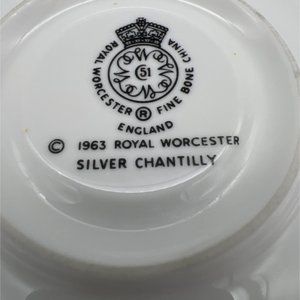 ROYAL WORCESTER ® FINE BONE CHINA
51
ENGLAND
© 1963 ROYAL WORCESTER
SILVER CHANTILLY